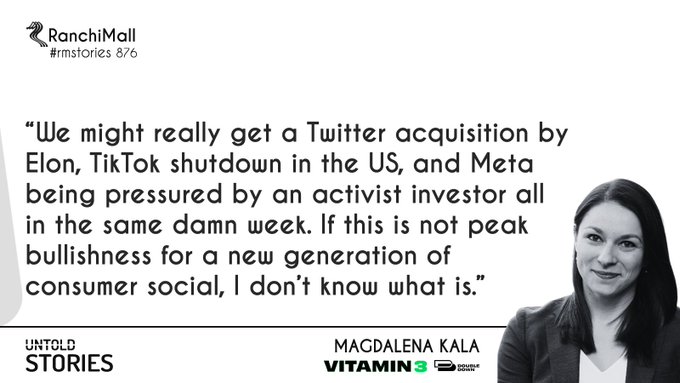 RanchiMall
#rmstories 876
“We might really get a Twitter acquisition by
Elon, TikTok shutdown in the US, and Meta
being pressured by an activist investor all
in the same damn week. If this is not peak
bullishness for a new generation of
consumer social, I don’t know what is.”
UNTOLD
STORIES
MAGDALENA KALA
VITAMIN 3 DOUBLE
DOWN